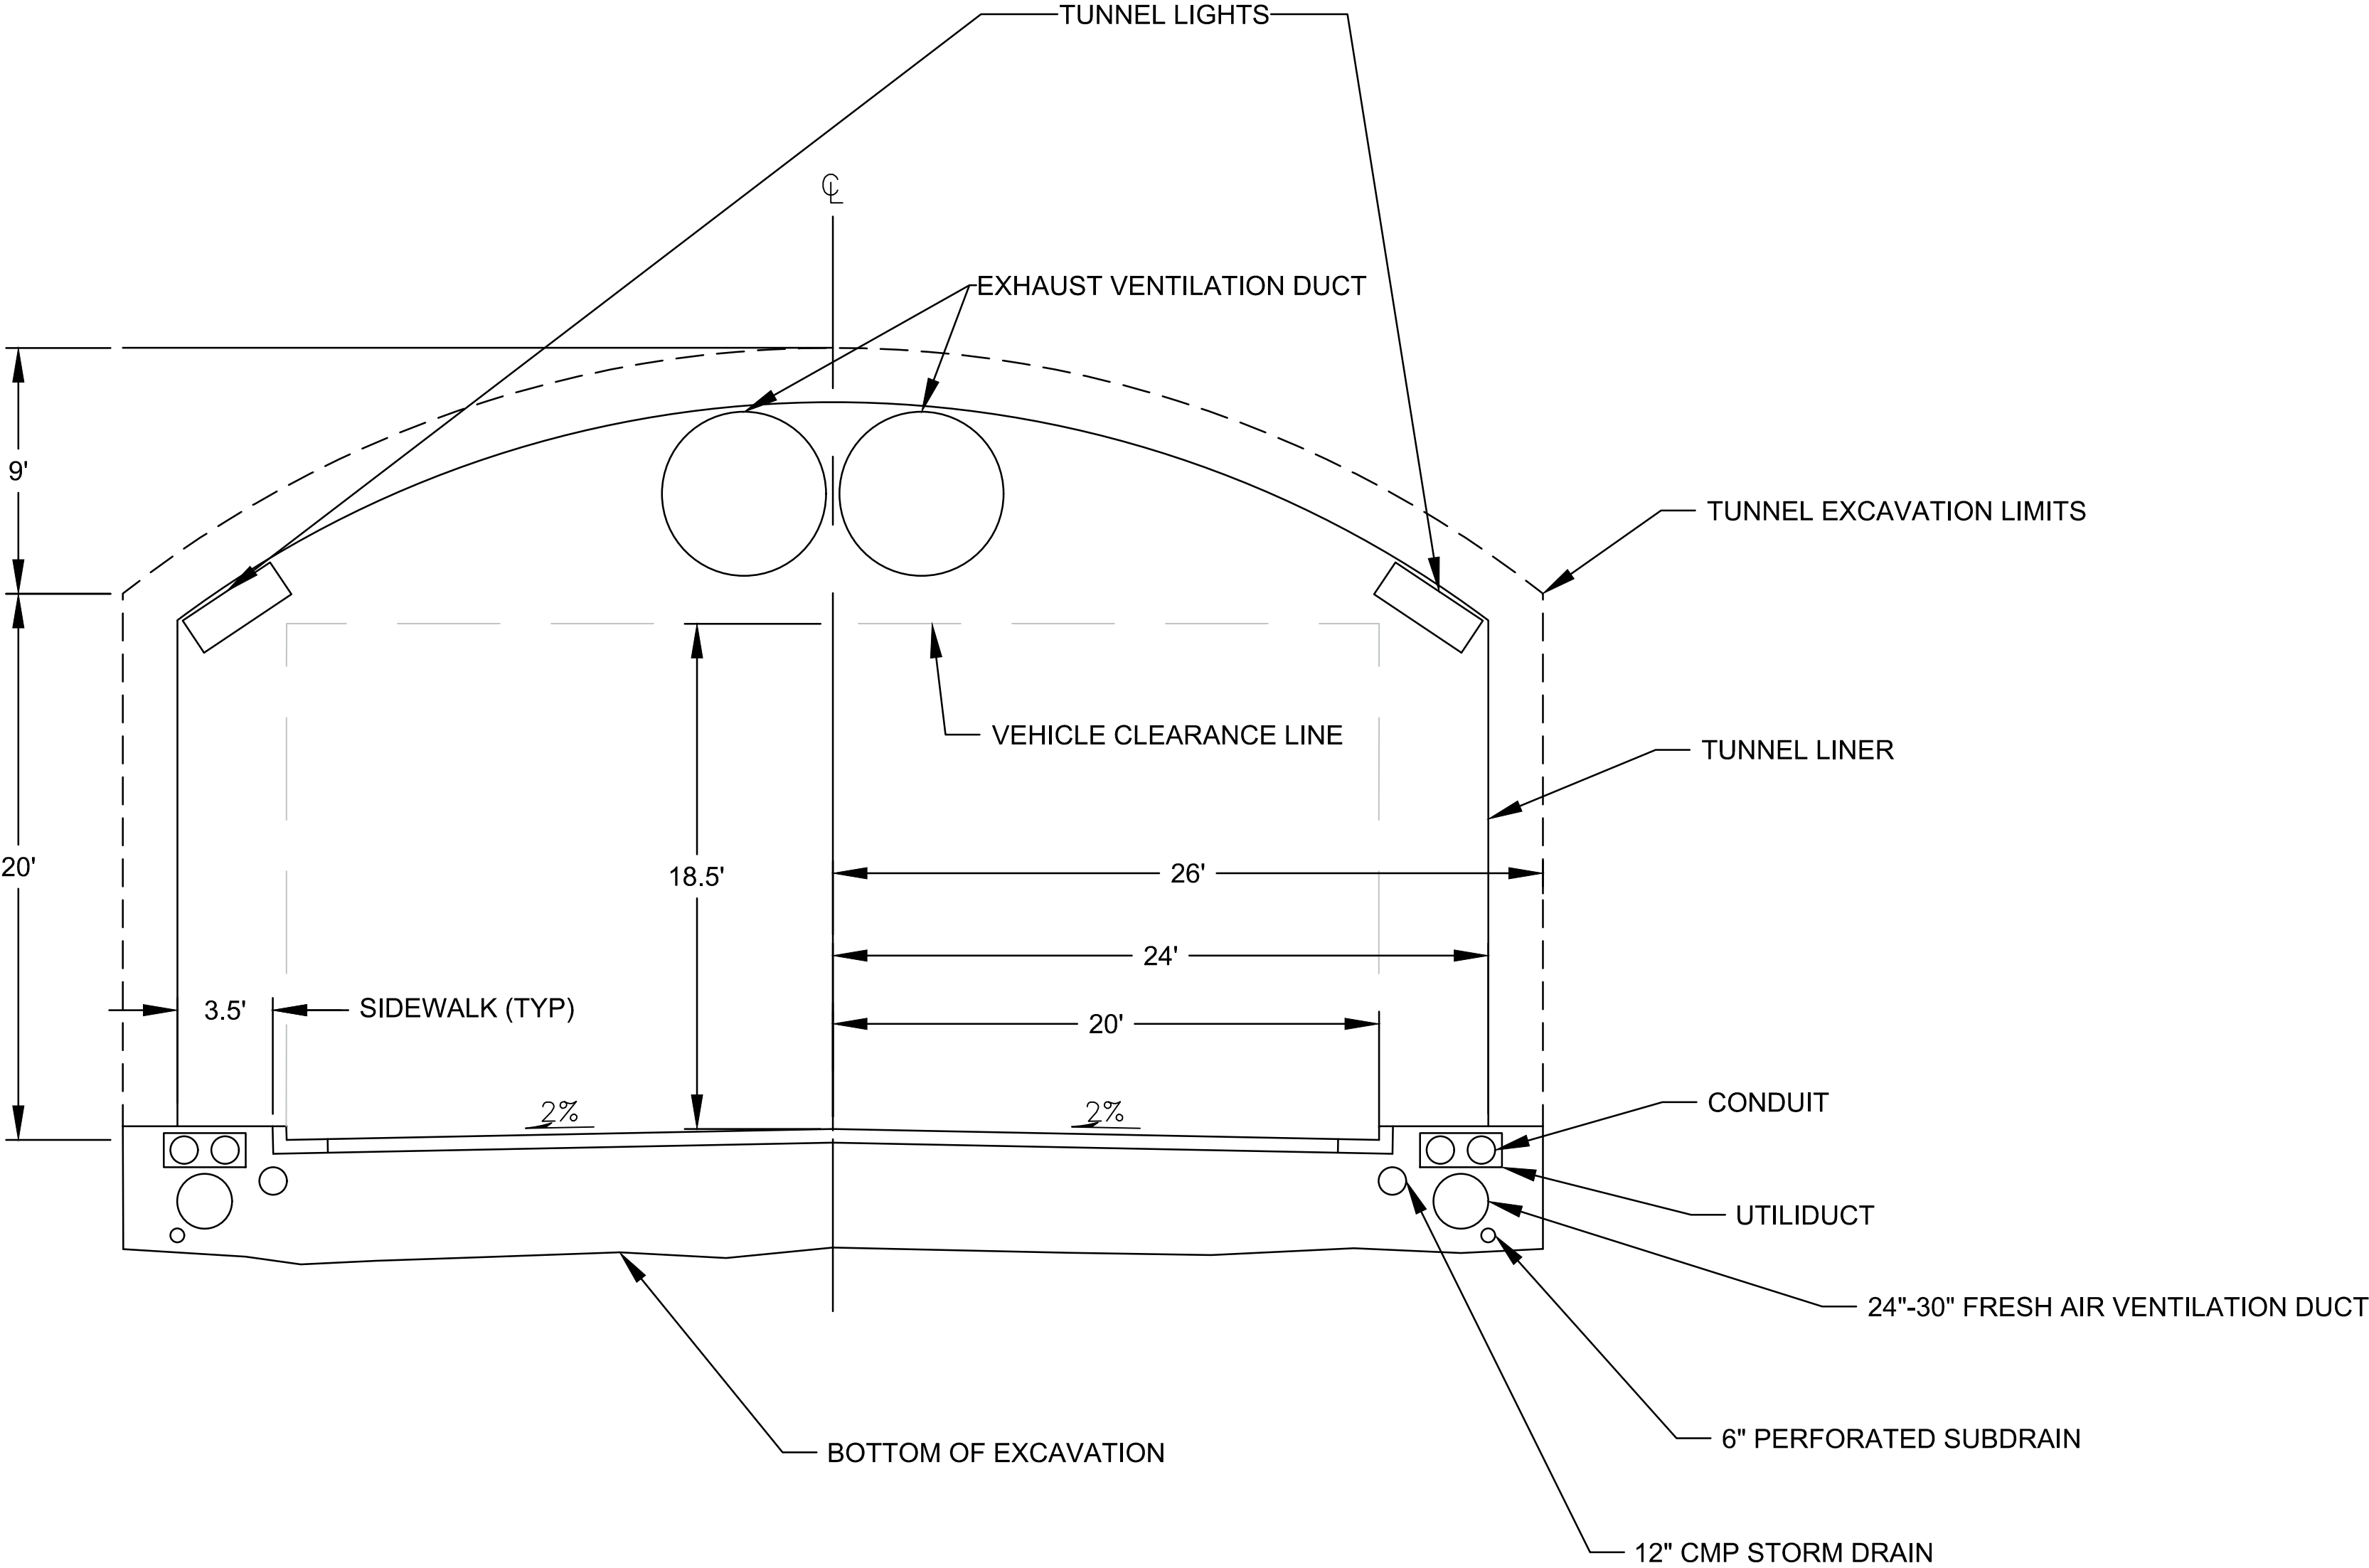 TUNNEL LIGHTS
℄
EXHAUST VENTILATION DUCT
9'
TUNNEL EXCAVATION LIMITS
VEHICLE CLEARANCE LINE
TUNNEL LINER
20'
18.5'
26'
24'
3.5'
SIDEWALK (TYP)
20'
2%
2%
CONDUIT
UTILIDUCT
24"-30" FRESH AIR VENTILATION DUCT
6" PERFORATED SUBDRAIN
BOTTOM OF EXCAVATION
12" CMP STORM DRAIN